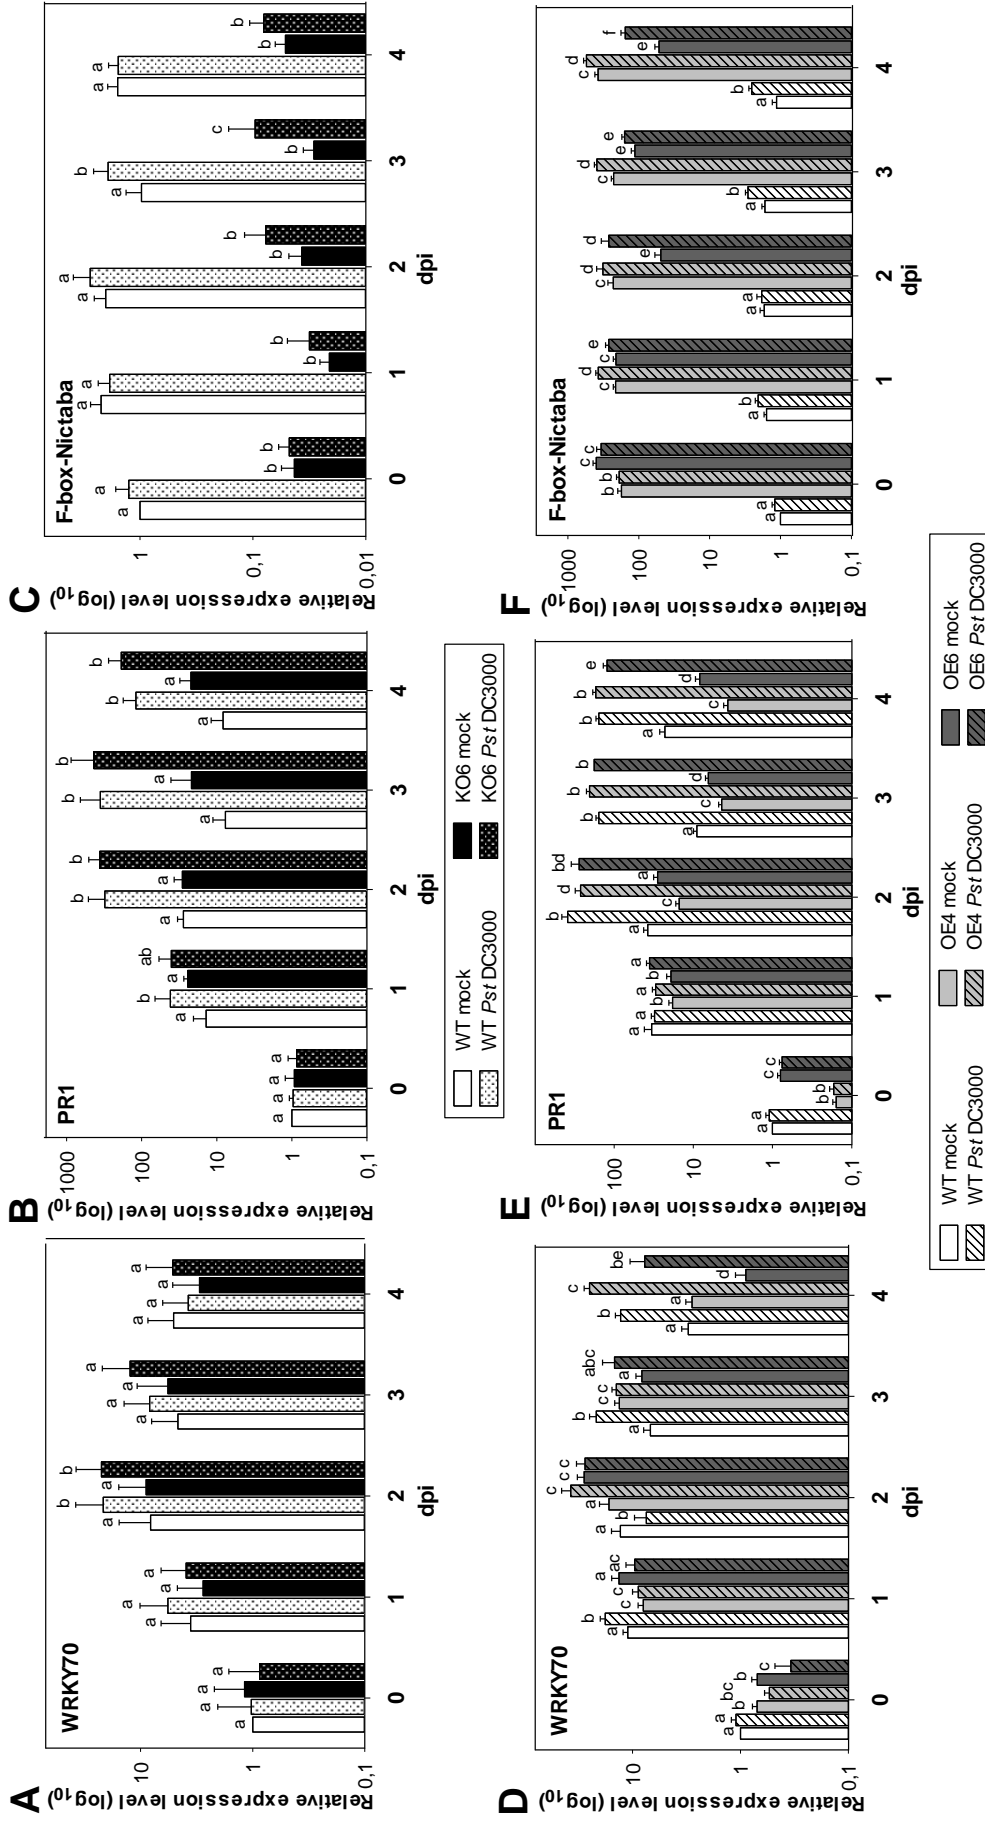 A
WRKY70
Relative expression level (log10)
10
1
0,1
a a a a a a a a a b a b a a a a a a a a
0 1 2 3 4
dpi
B
PR1
Relative expression level (log10)
1000
100
10
1
0,1
a a a a a b a ab a b a b a b a b a b a b
0 1 2 3 4
dpi
C
F-box-Nictaba
Relative expression level (log10)
1
0,1
0,01
a a b b a a b b a a b b a b b c a a b b
0 1 2 3 4
dpi
WT mock KO6 mock
WT Pst DC3000 KO6 Pst DC3000
D
WRKY70
Relative expression level (log10)
10
1
0,1
a a b bc b c a b c c a ac a b a c c c a b c c a abc a b a c d be
0 1 2 3 4
dpi
E
PR1
Relative expression level (log10)
100
10
1
0,1
a a b b c c a a b a b a a b c d a bd a b c b d b a b c b d e
0 1 2 3 4
dpi
F
F-box-Nictaba
Relative expression level (log10)
1000
100
10
1
0,1
a a b b c c a b c d c e a a c d e d a b c d e e a b c d e f
0 1 2 3 4
dpi
WT mock OE4 mock OE6 mock
WT Pst DC3000 OE4 Pst DC3000 OE6 Pst DC3000